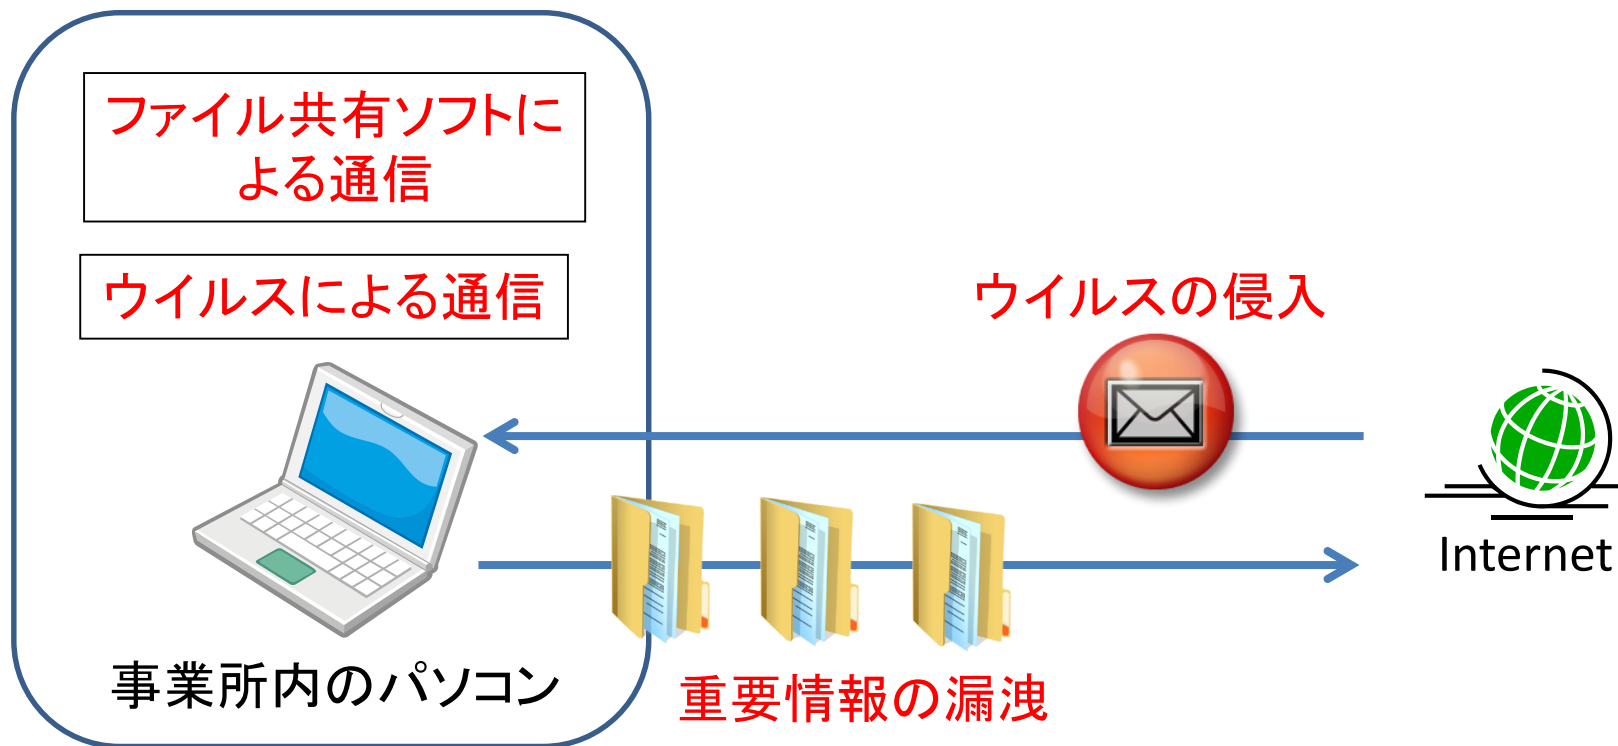 ファイル共有ソフトに
よる通信
ウイルスによる通信
ウイルスの侵入
Internet
事業所内のパソコン
重要情報の漏洩